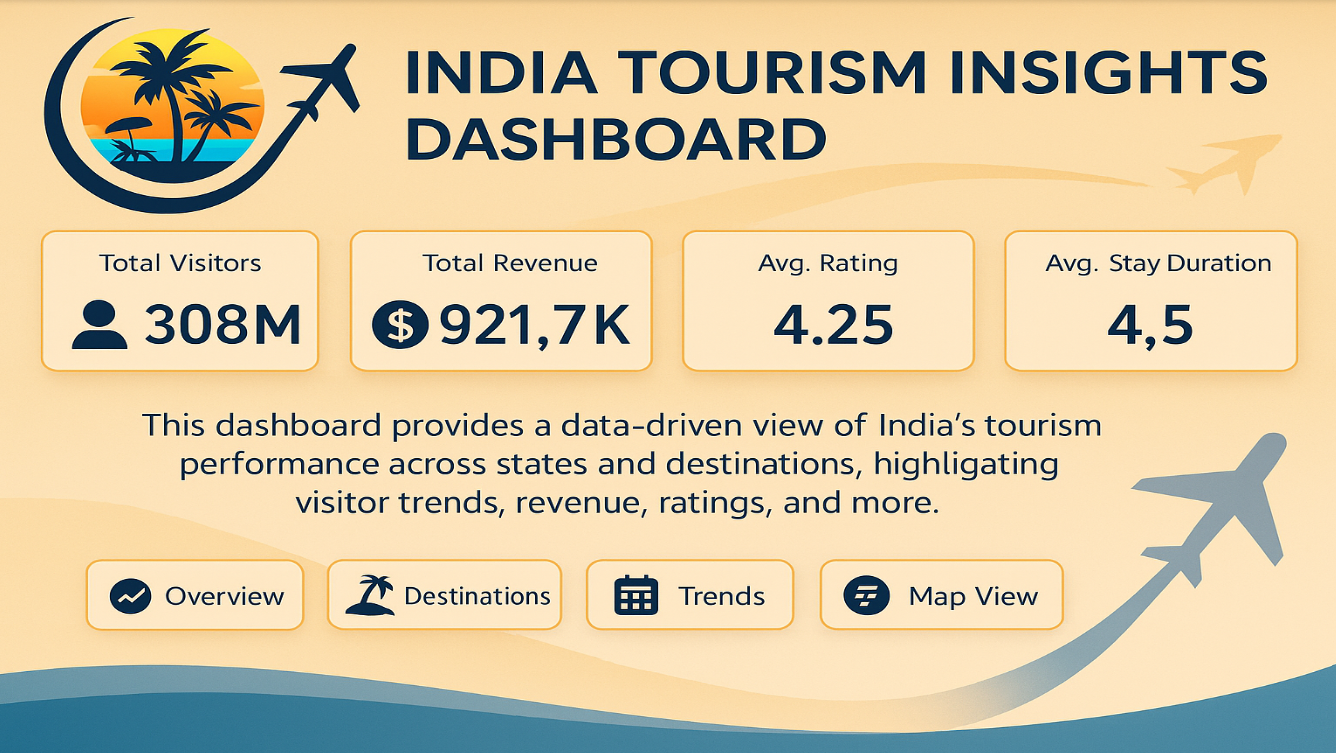 INDIA TOURISM INSIGHTS
DASHBOARD
Total Visitors
308M
Total Revenue
$ 921,7K
Avg. Rating
4.25
Avg. Stay Duration
4,5
This dashboard provides a data-driven view of India's tourism
performance across states and destinations, highligating
visitor trends, revenue, ratings, and more.
Overview
Destinations
Trends
Map View